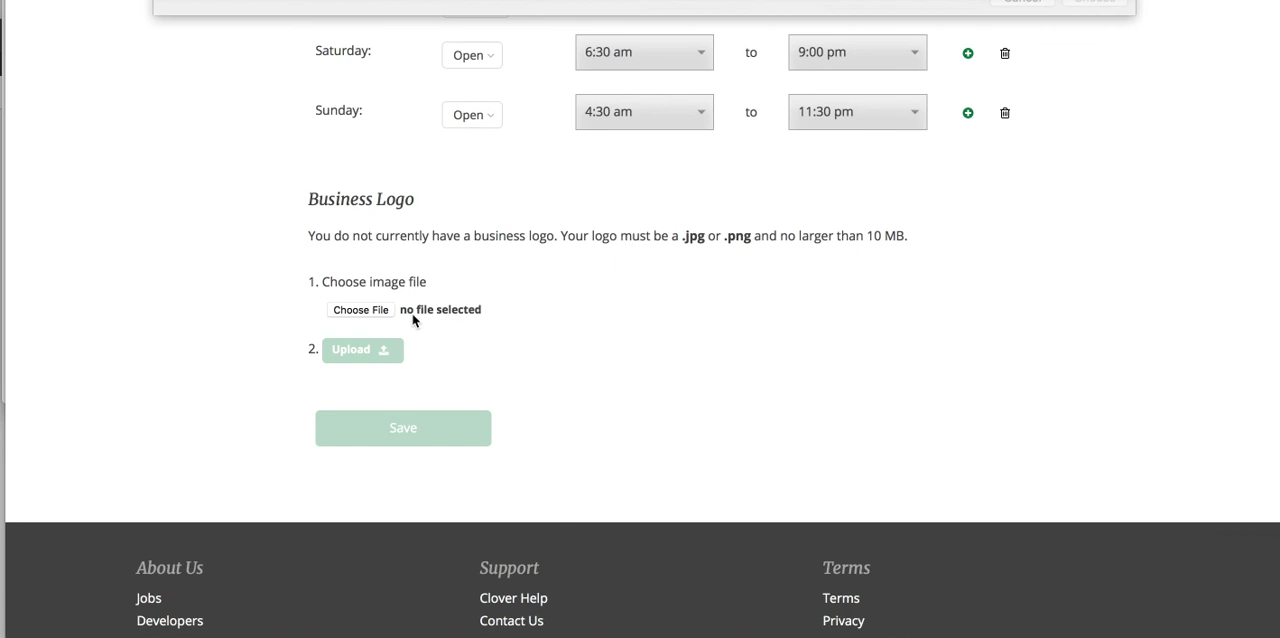 Saturday: Open 6:30 am to 9:00 pm
Sunday: Open 4:30 am to 11:30 pm
Business Logo
You do not currently have a business logo. Your logo must be a .jpg or .png and no larger than 10 MB.
1. Choose image file
Choose File no file selected
2. Upload
Save
About Us Support Terms
Jobs Clover Help Terms
Developers Contact Us Privacy